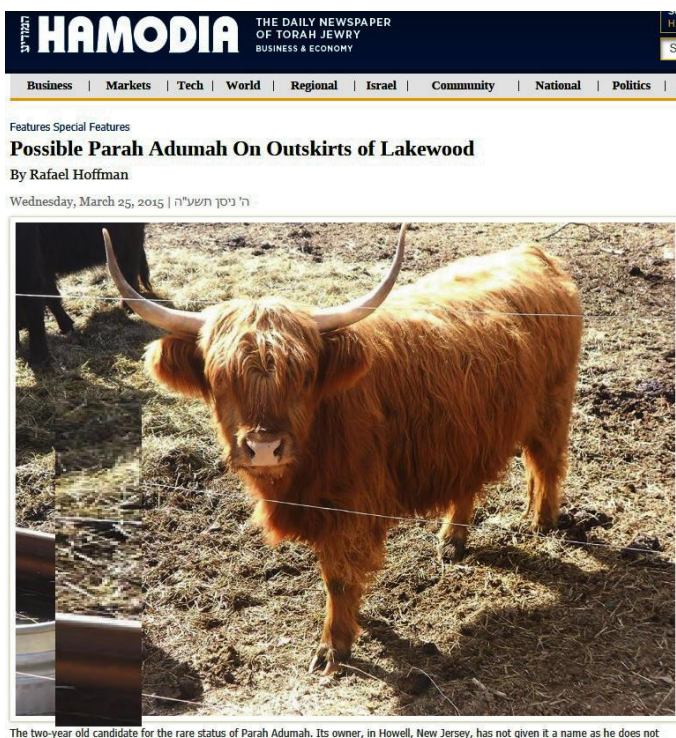 המודיע
HAMODIA
THE DAILY NEWSPAPER
OF TORAH JEWRY
BUSINESS & ECONOMY
Business | Markets | Tech | World | Regional | Israel | Community | National | Politics |
Features Special Features
Possible Parah Adumah On Outskirts of Lakewood
By Rafael Hoffman
Wednesday, March 25, 2015 | ה' ניסן תשע"ה
The two-year old candidate for the rare status of Parah Adumah. Its owner, in Howell, New Jersey, has not given it a name as he does not